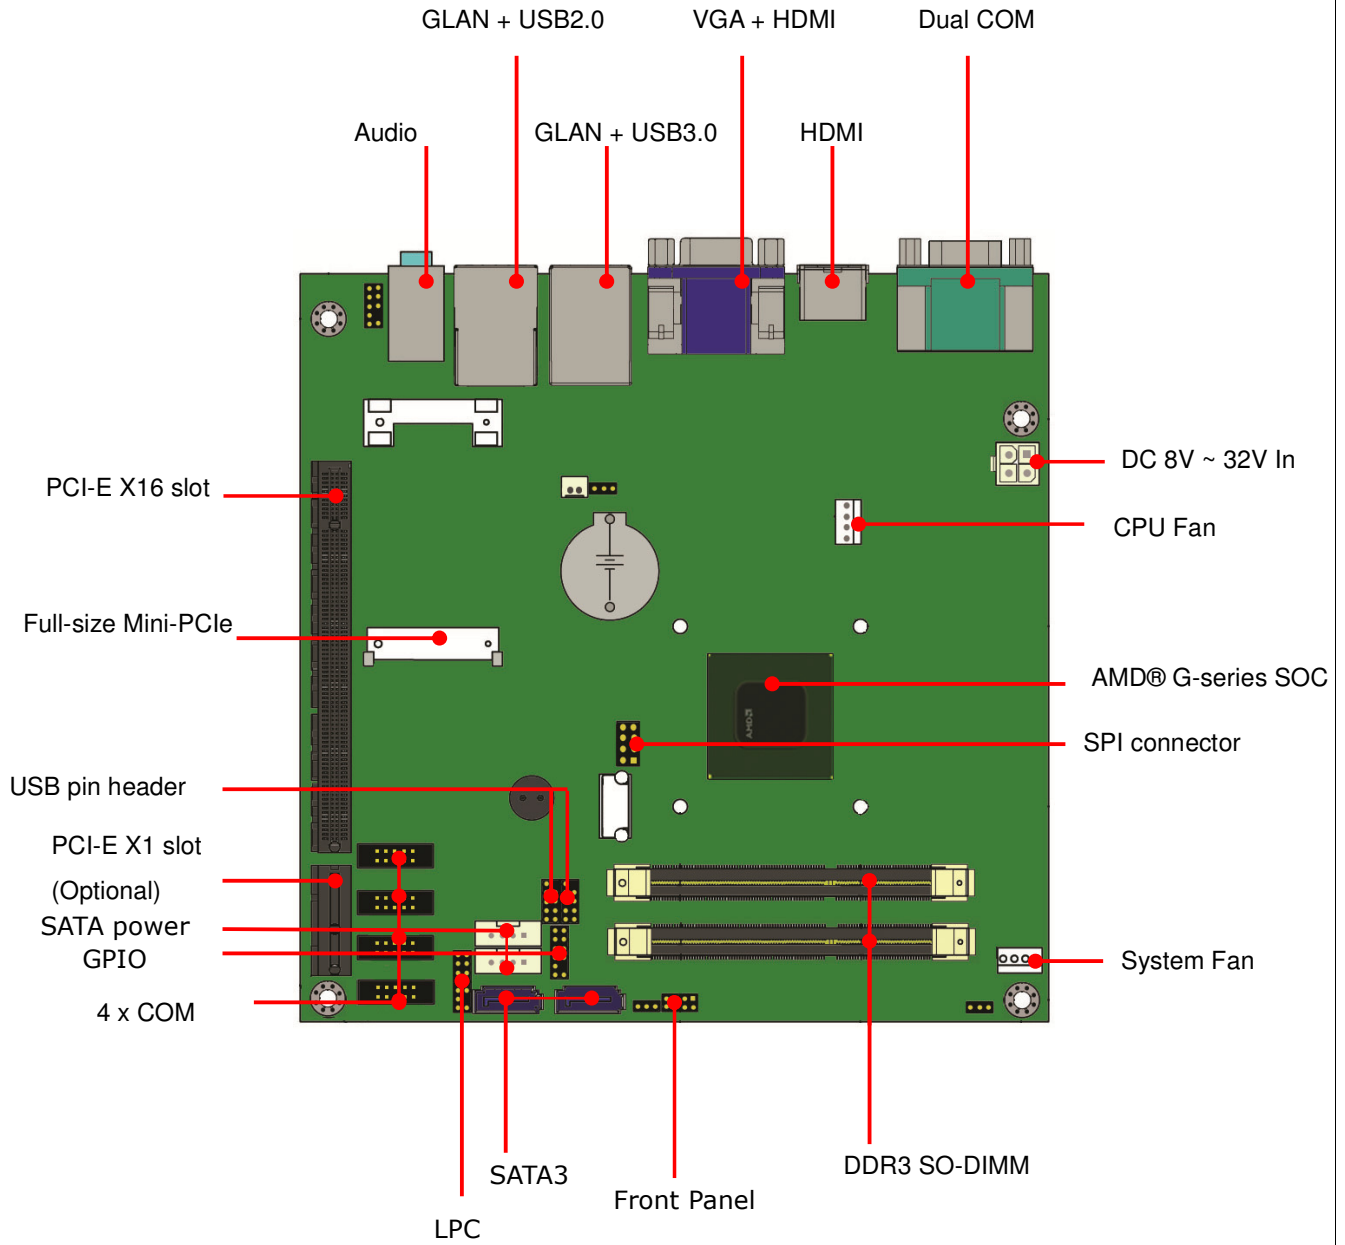 GLAN + USB2.0
VGA + HDMI
Dual COM
Audio
GLAN + USB3.0
HDMI
DC 8V ~ 32V In
PCI-E X16 slot
CPU Fan
Full-size Mini-PCIe
AMD® G-series SOC
AMD
SPI connector
USB pin header
PCI-E X1 slot
(Optional)
SATA power
GPIO
System Fan
4 x COM
DDR3 SO-DIMM
SATA3
Front Panel
LPC